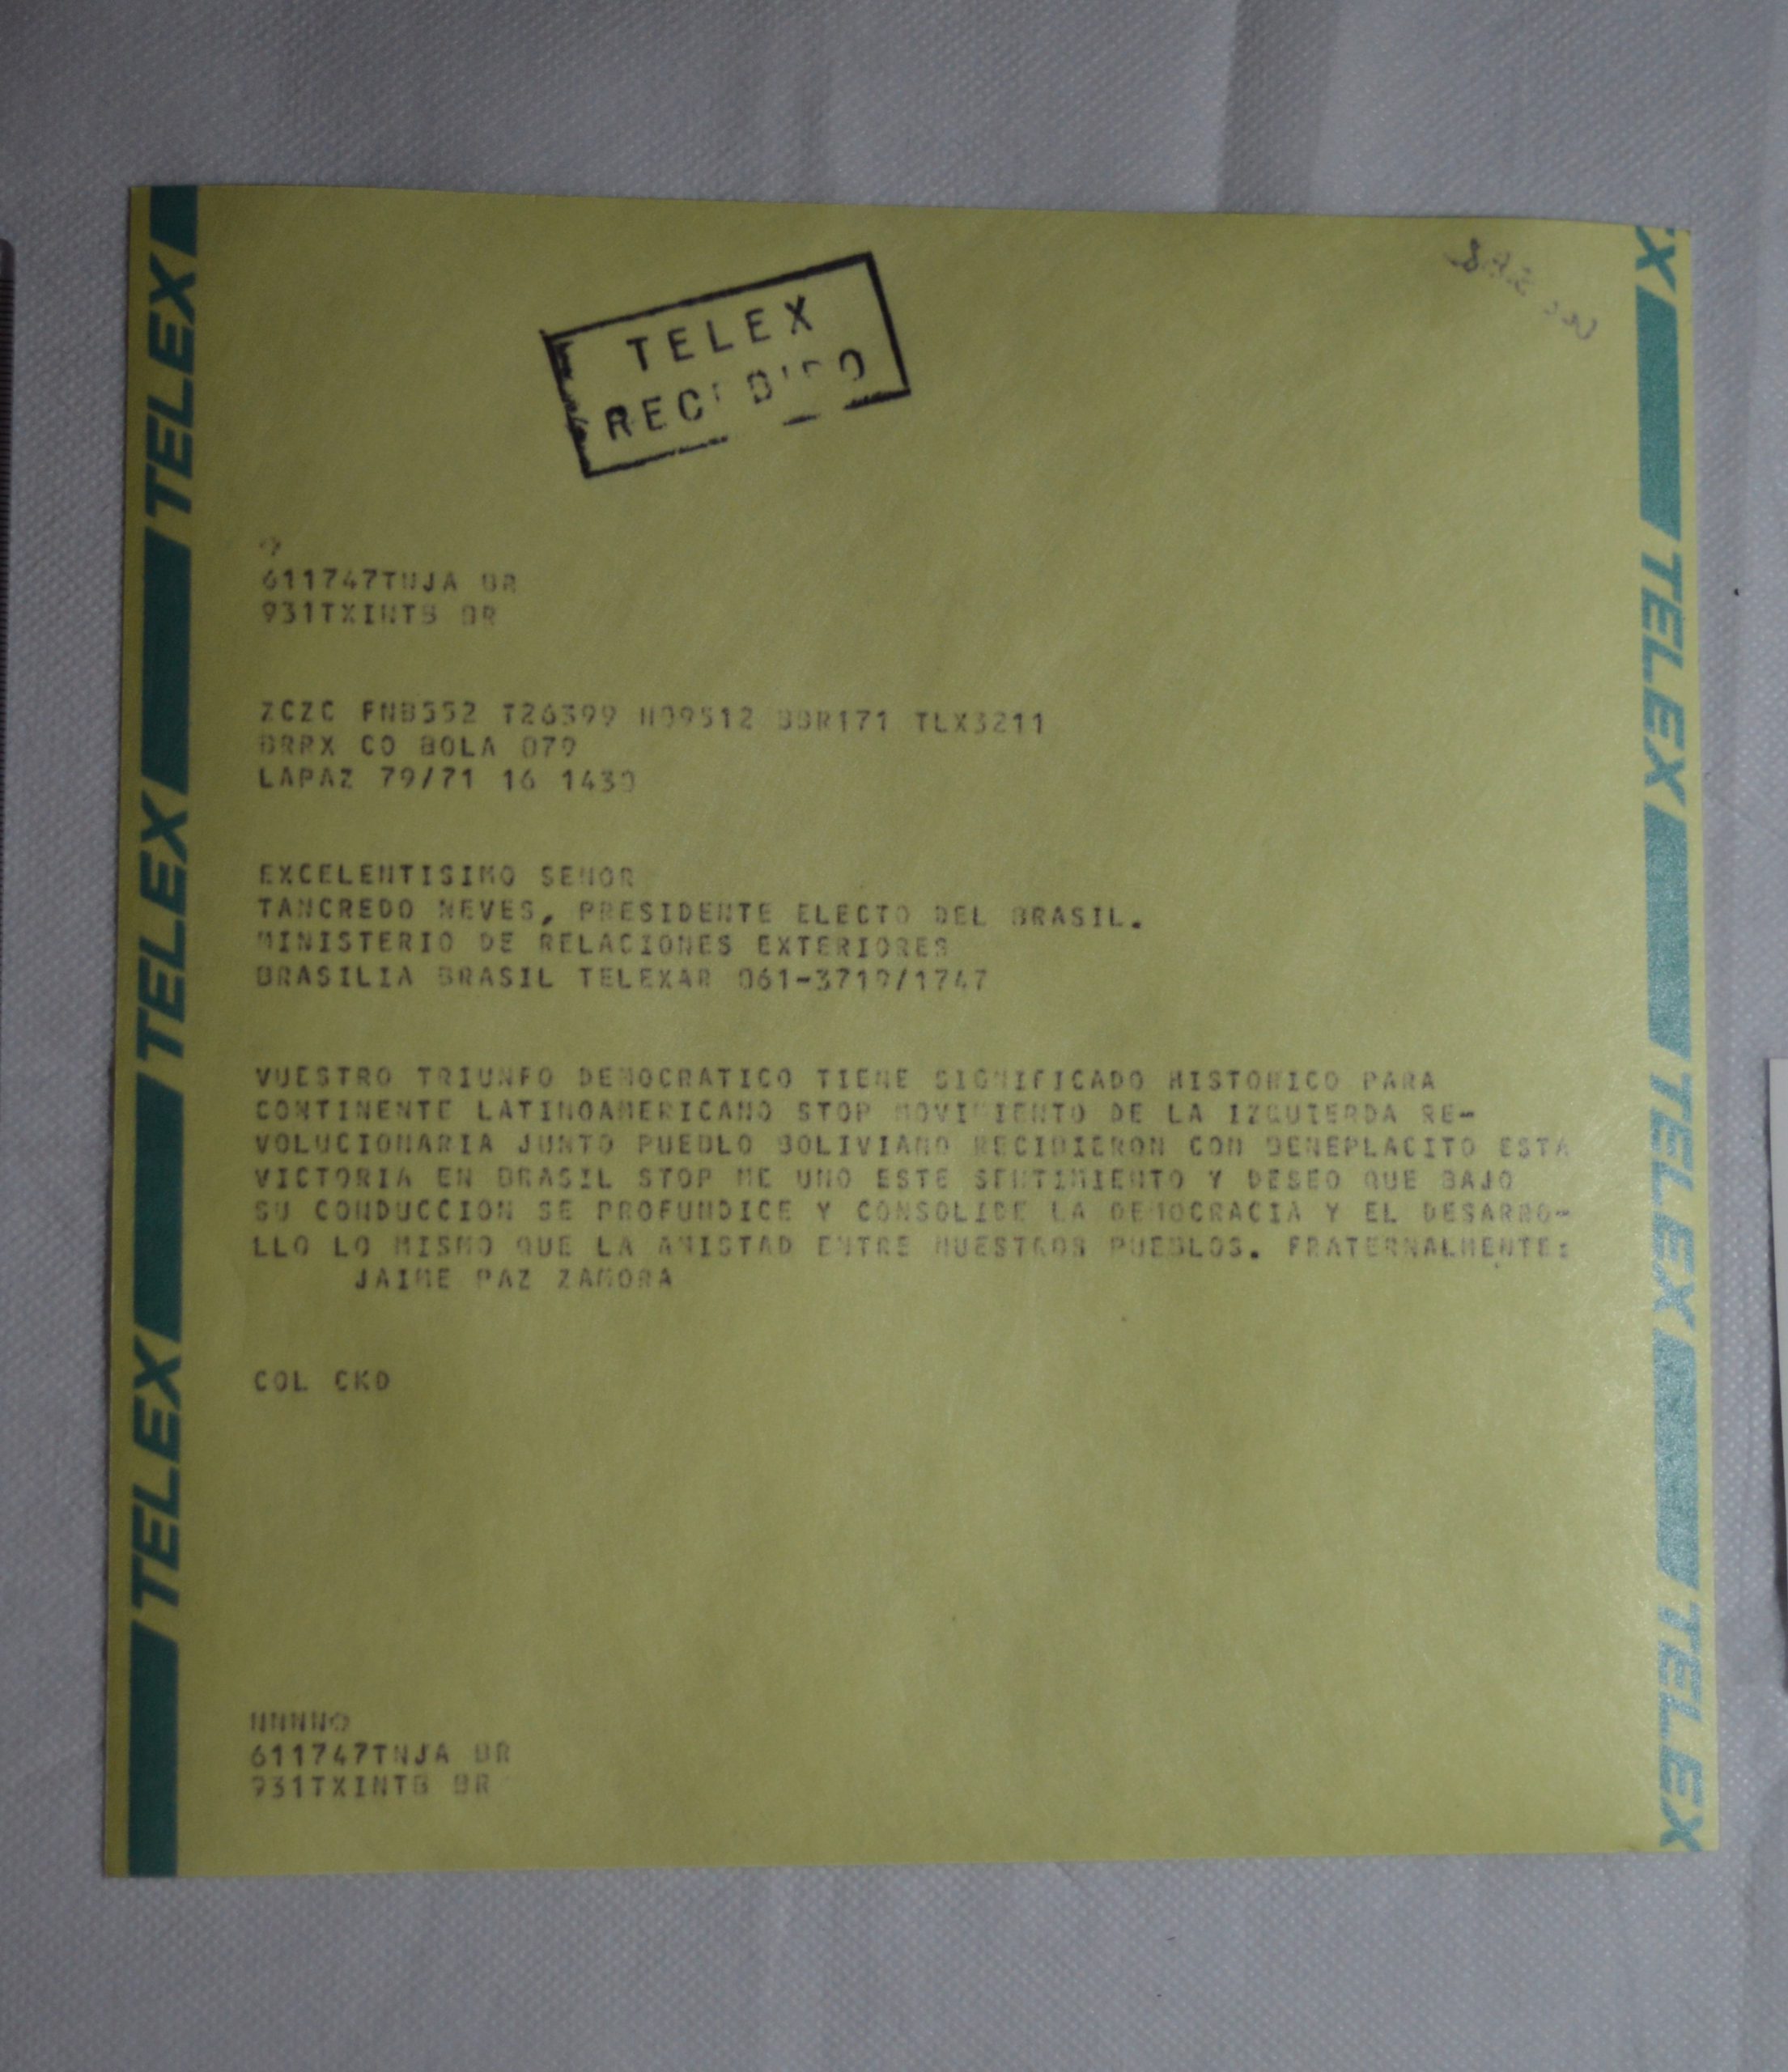 TELEX
RECEBIDO
611747TNJA BR
931TXINTB BR
ZCZC FNB552 T26399 H09512 BBR171 TLX3211
BRRX CO BOLA 079
LAPAZ 79/71 16 1430
EXCELENTISIMO SENOR
TANCREDO NEVES, PRESIDENTE ELECTO DEL BRASIL.
MINISTERIO DE RELACIONES EXTERIORES
BRASILIA BRASIL TELEXAR 061-3719/1747
VUESTRO TRIUNFO DEMOCRATICO TIENE SIGNIFICADO HISTORICO PARA
CONTINENTE LATINOAMERICANO STOP MOVIMIENTO DE LA IZQUIERDA RE-
VOLUCIONARIA JUNTO PUEBLO BOLIVIANO RECIBIERON CON BENEPLACITO ESTA
VICTORIA EN BRASIL STOP ME UNO ESTE SENTIMIENTO Y DESEO QUE BAJO
SU CONDUCCION SE PROFUNDICE Y CONSOLIDE LA DEMOCRACIA Y EL DESARRO-
LLO LO MISMO QUE LA AMISTAD ENTRE NUESTROS PUEBLOS. FRATERNALMENTE:
JAIME PAZ ZAMORA
COL CKD
NNNN
611747TNJA BR
931TXINTB BR
TELEX
TELEX
TELEX
TELEX
TELEX
TELEX
TELEX